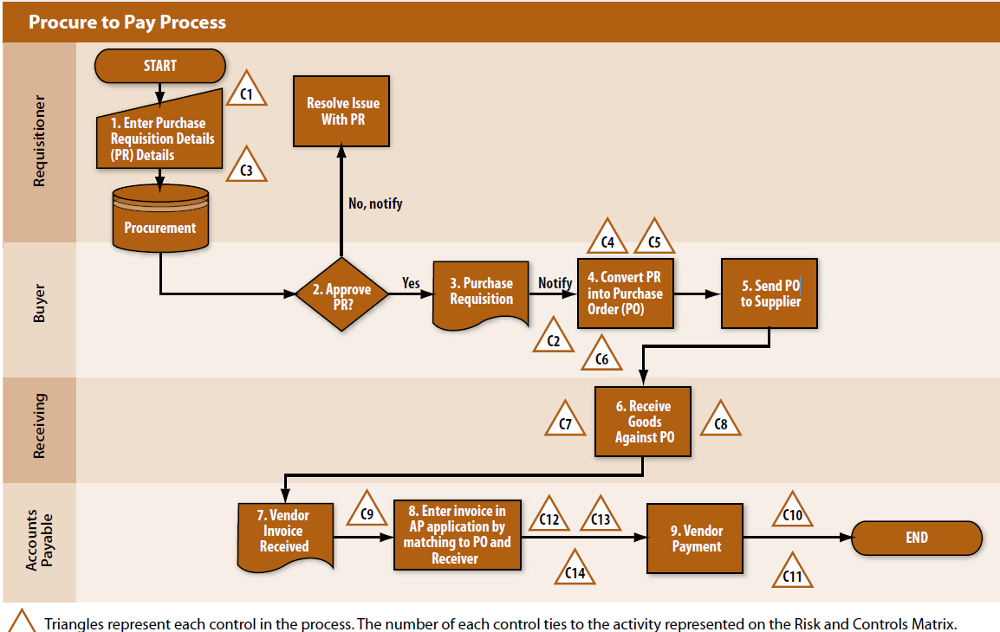 Procure to Pay Process
Requisitioner
START
C1
1. Enter Purchase
Requisition Details
(PR) Details
C3
Procurement
Resolve Issue
With PR
No, notify
Buyer
2. Approve
PR?
Yes
3. Purchase
Requisition
Notify
C2
C4
C5
4. Convert PR
into Purchase
Order (PO)
C6
5. Send PO
to Supplier
Receiving
C7
6. Receive
Goods
Against PO
C8
Accounts
Payable
7. Vendor
Invoice
Received
C9
8. Enter invoice in
AP application by
matching to PO and
Receiver
C12
C13
C14
9. Vendor
Payment
C10
C11
END
Triangles represent each control in the process. The number of each control ties to the activity represented on the Risk and Controls Matrix.